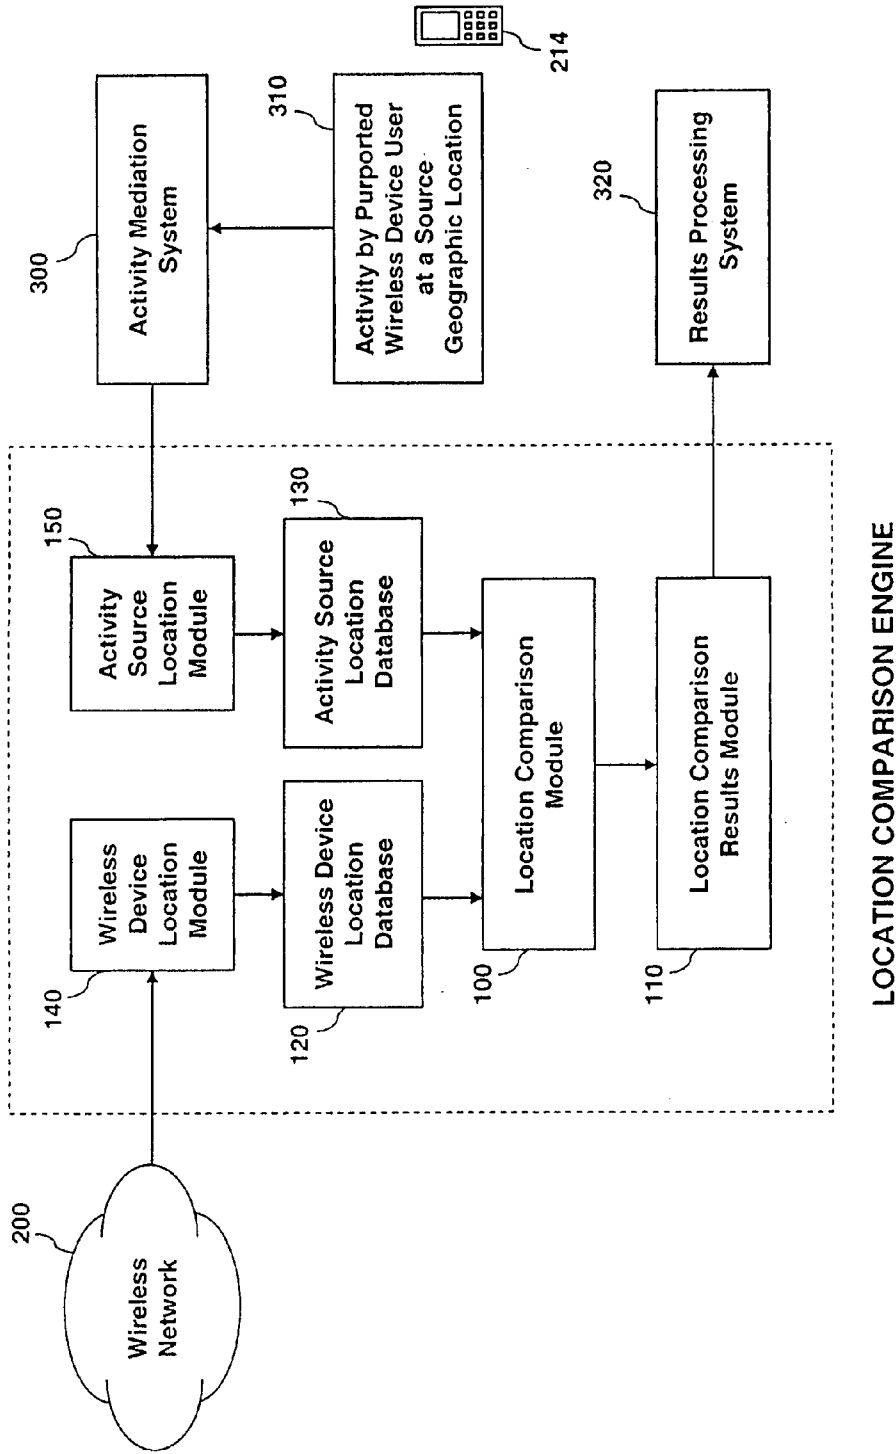 200
Wireless
Network
140
Wireless
Device
Location
Module
150
Activity
Source
Location
Module
300
Activity Mediation
System
120
Wireless Device
Location
Database
130
Activity Source
Location
Database
310
Activity by Purported
Wireless Device User
at a Source
Geographic Location
214
100
Location Comparison
Module
110
Location Comparison
Results Module
320
Results Processing
System
LOCATION COMPARISON ENGINE